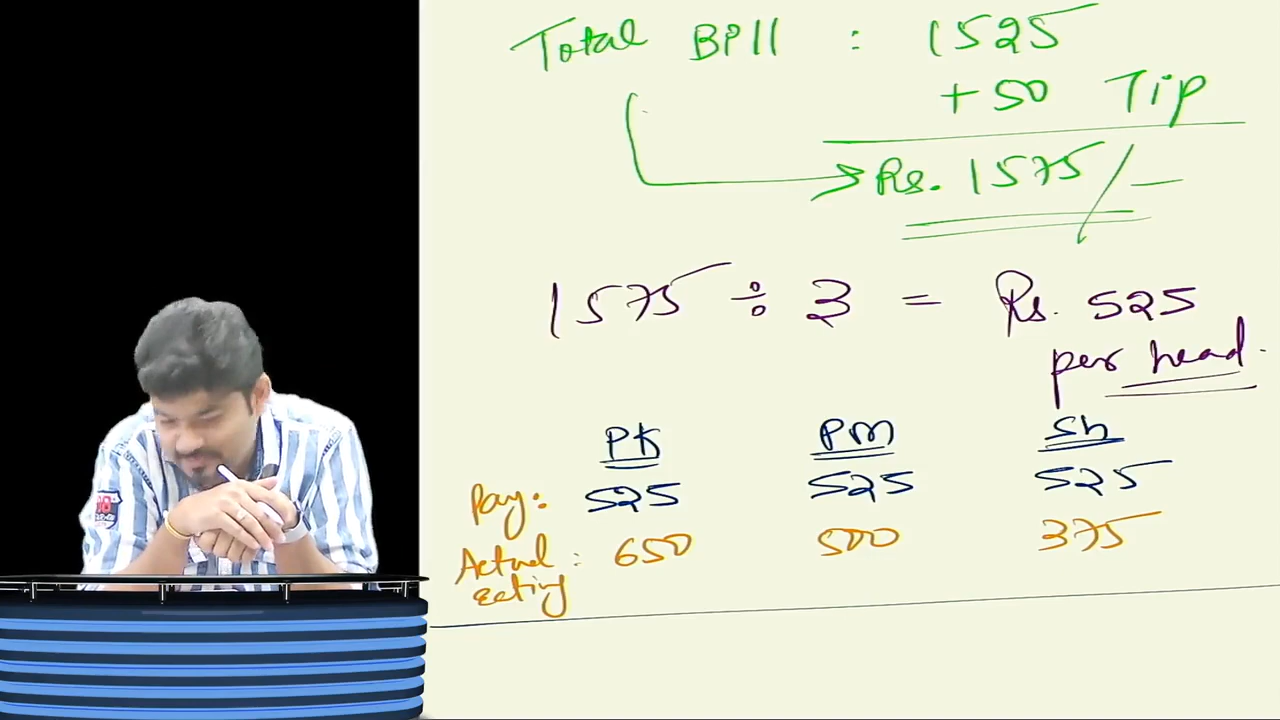 Total Bill : 1525
+ 50 Tip
Rs. 1575/-
1575 ÷ 3 = Rs. 525
per head.
PK PM Sh
Pay: 525 525 525
Actual : 650 500 375
eating